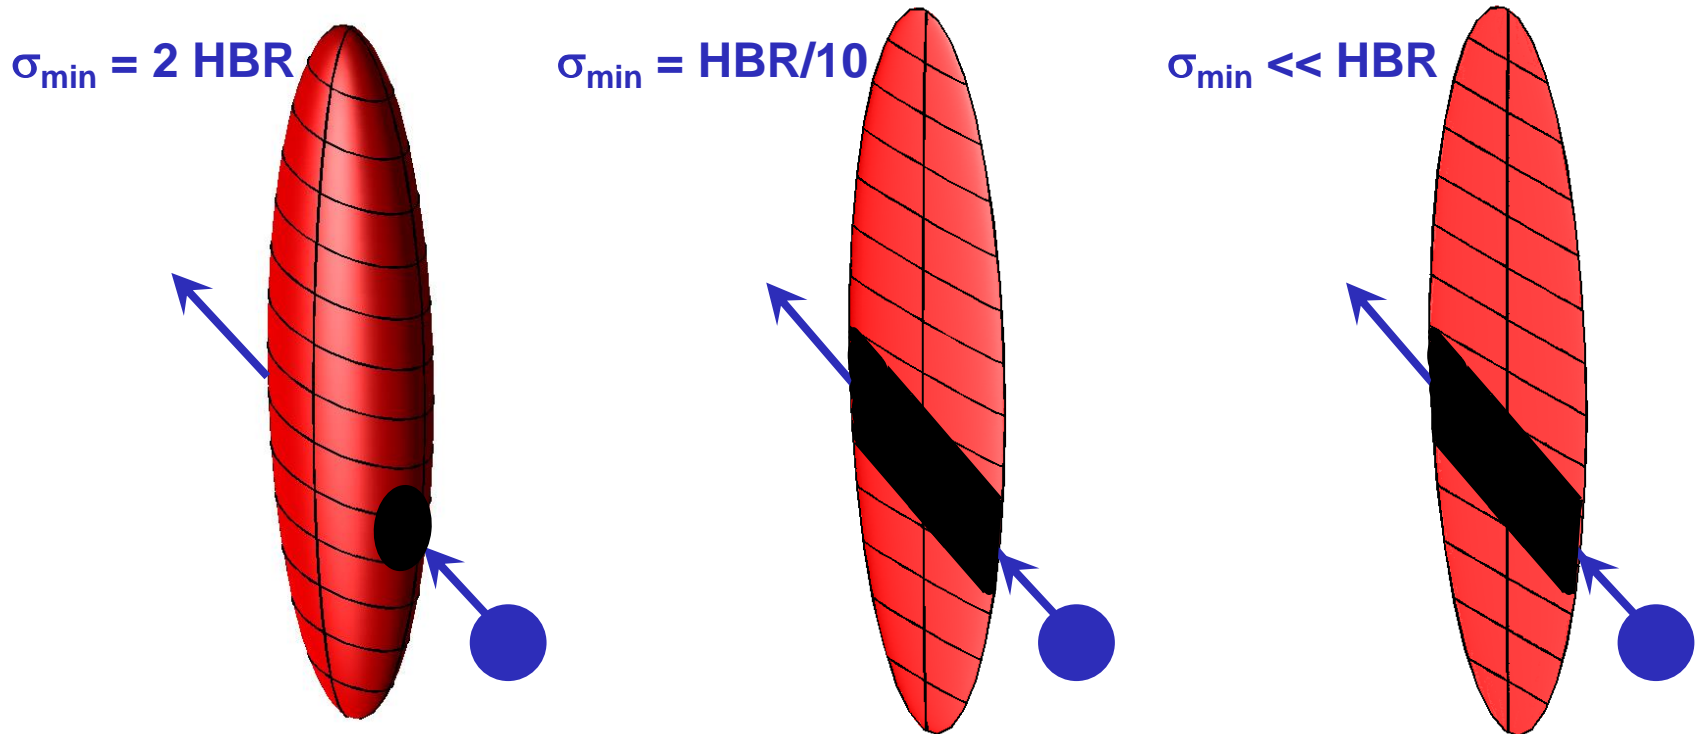 σmin = 2 HBR
σmin = HBR/10
σmin << HBR